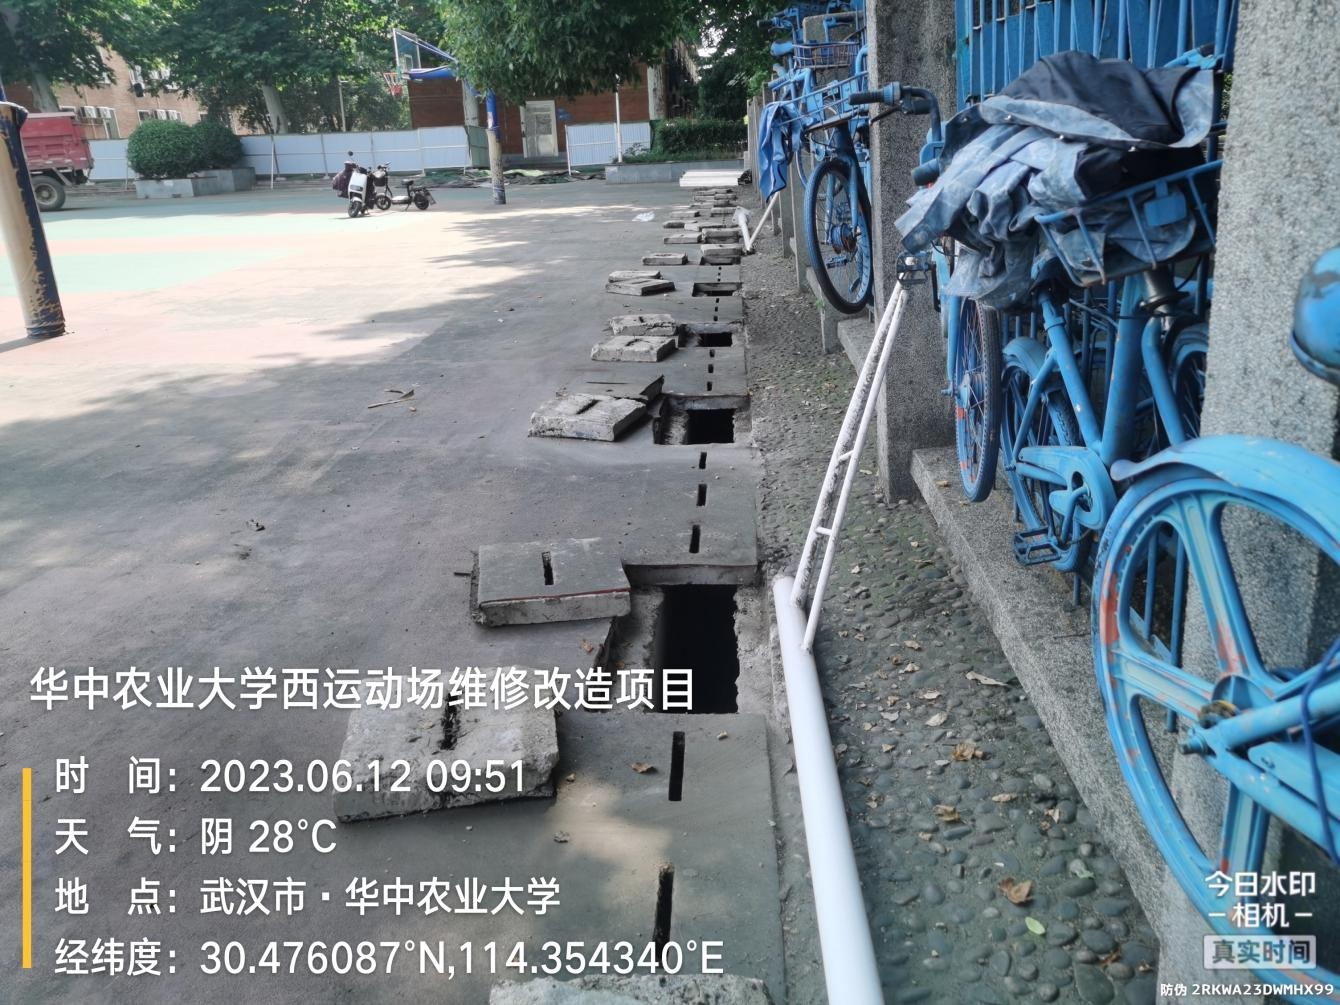 华中农业大学西运动场维修改造项目
时 间：2023.06.12 09:51
天 气：阴 28°C
地 点：武汉市·华中农业大学
经纬度：30.476087°N,114.354340°E
今日水印
相机
真实时间
防伪 2RKWA23DWMHX99